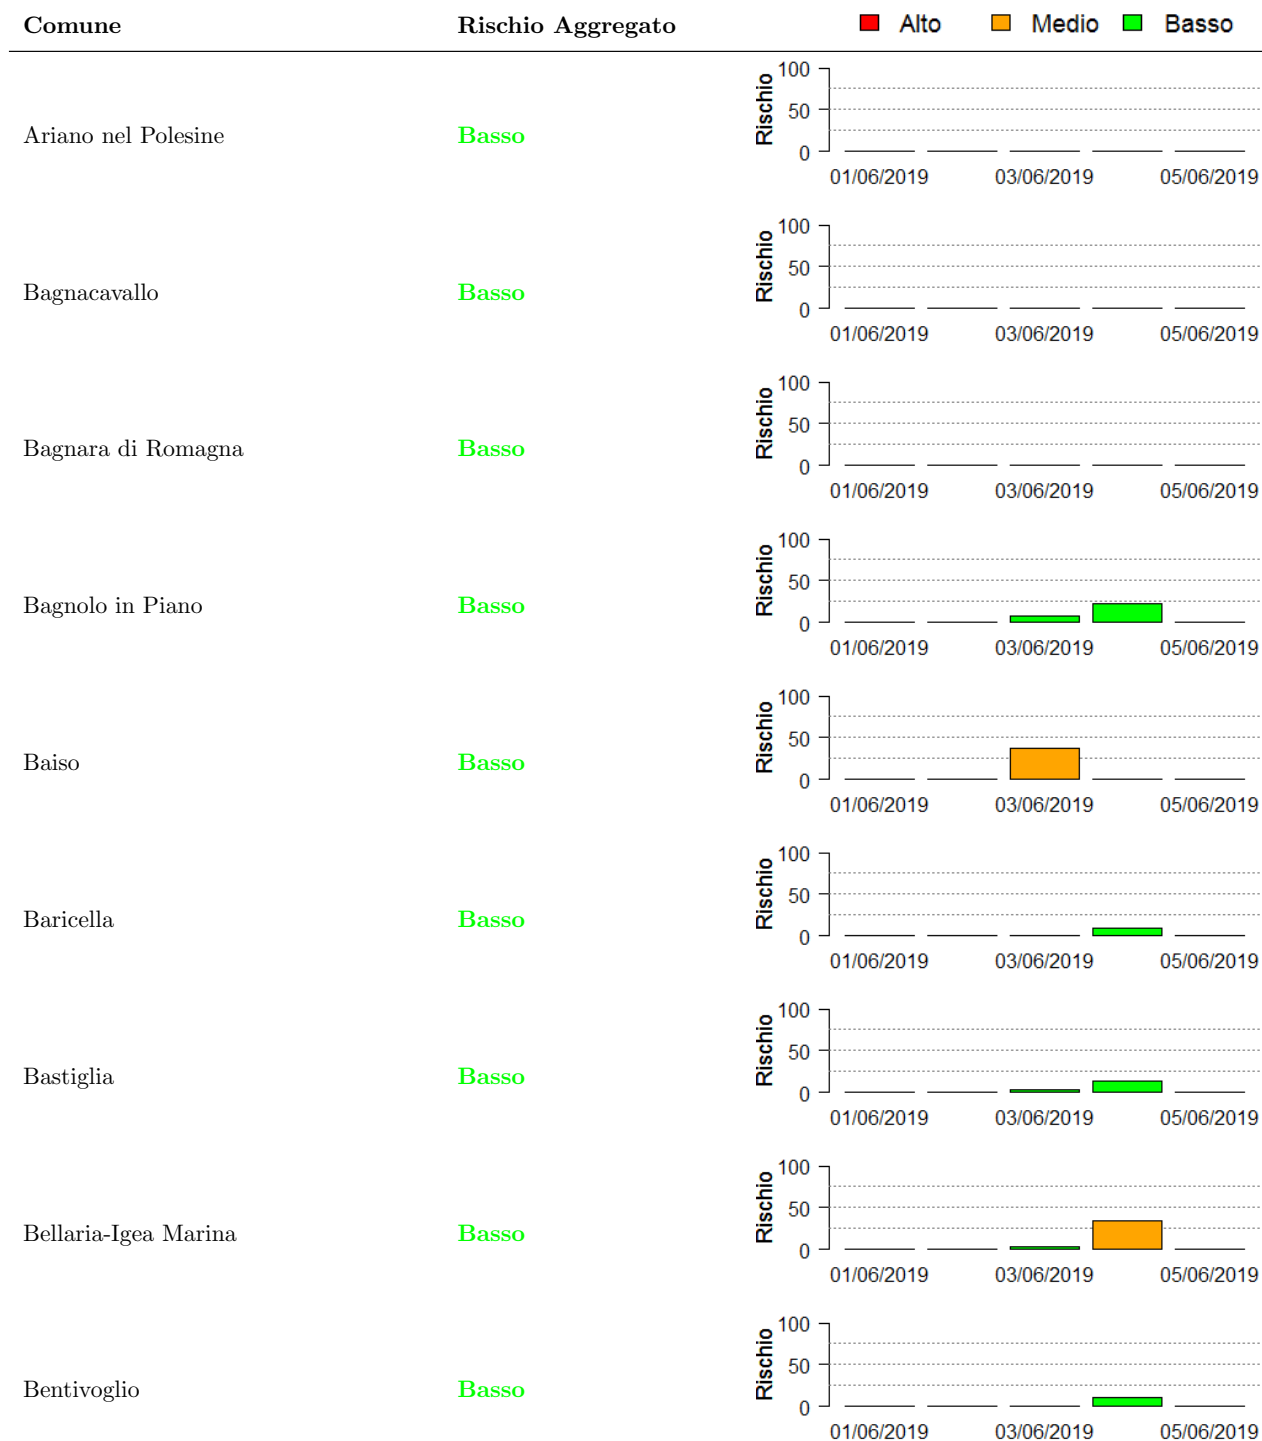 Comune Rischio Aggregato Alto Medio Basso
100
50
0
Rischio
Ariano nel Polesine Basso
01/06/2019 03/06/2019 05/06/2019
100
50
0
Rischio
Bagnacavallo Basso
01/06/2019 03/06/2019 05/06/2019
100
50
0
Rischio
Bagnara di Romagna Basso
01/06/2019 03/06/2019 05/06/2019
100
50
0
Rischio
Bagnolo in Piano Basso
01/06/2019 03/06/2019 05/06/2019
100
50
0
Rischio
Baiso Basso
01/06/2019 03/06/2019 05/06/2019
100
50
0
Rischio
Baricella Basso
01/06/2019 03/06/2019 05/06/2019
100
50
0
Rischio
Bastiglia Basso
01/06/2019 03/06/2019 05/06/2019
100
50
0
Rischio
Bellaria-Igea Marina Basso
01/06/2019 03/06/2019 05/06/2019
100
50
0
Rischio
Bentivoglio Basso
01/06/2019 03/06/2019 05/06/2019